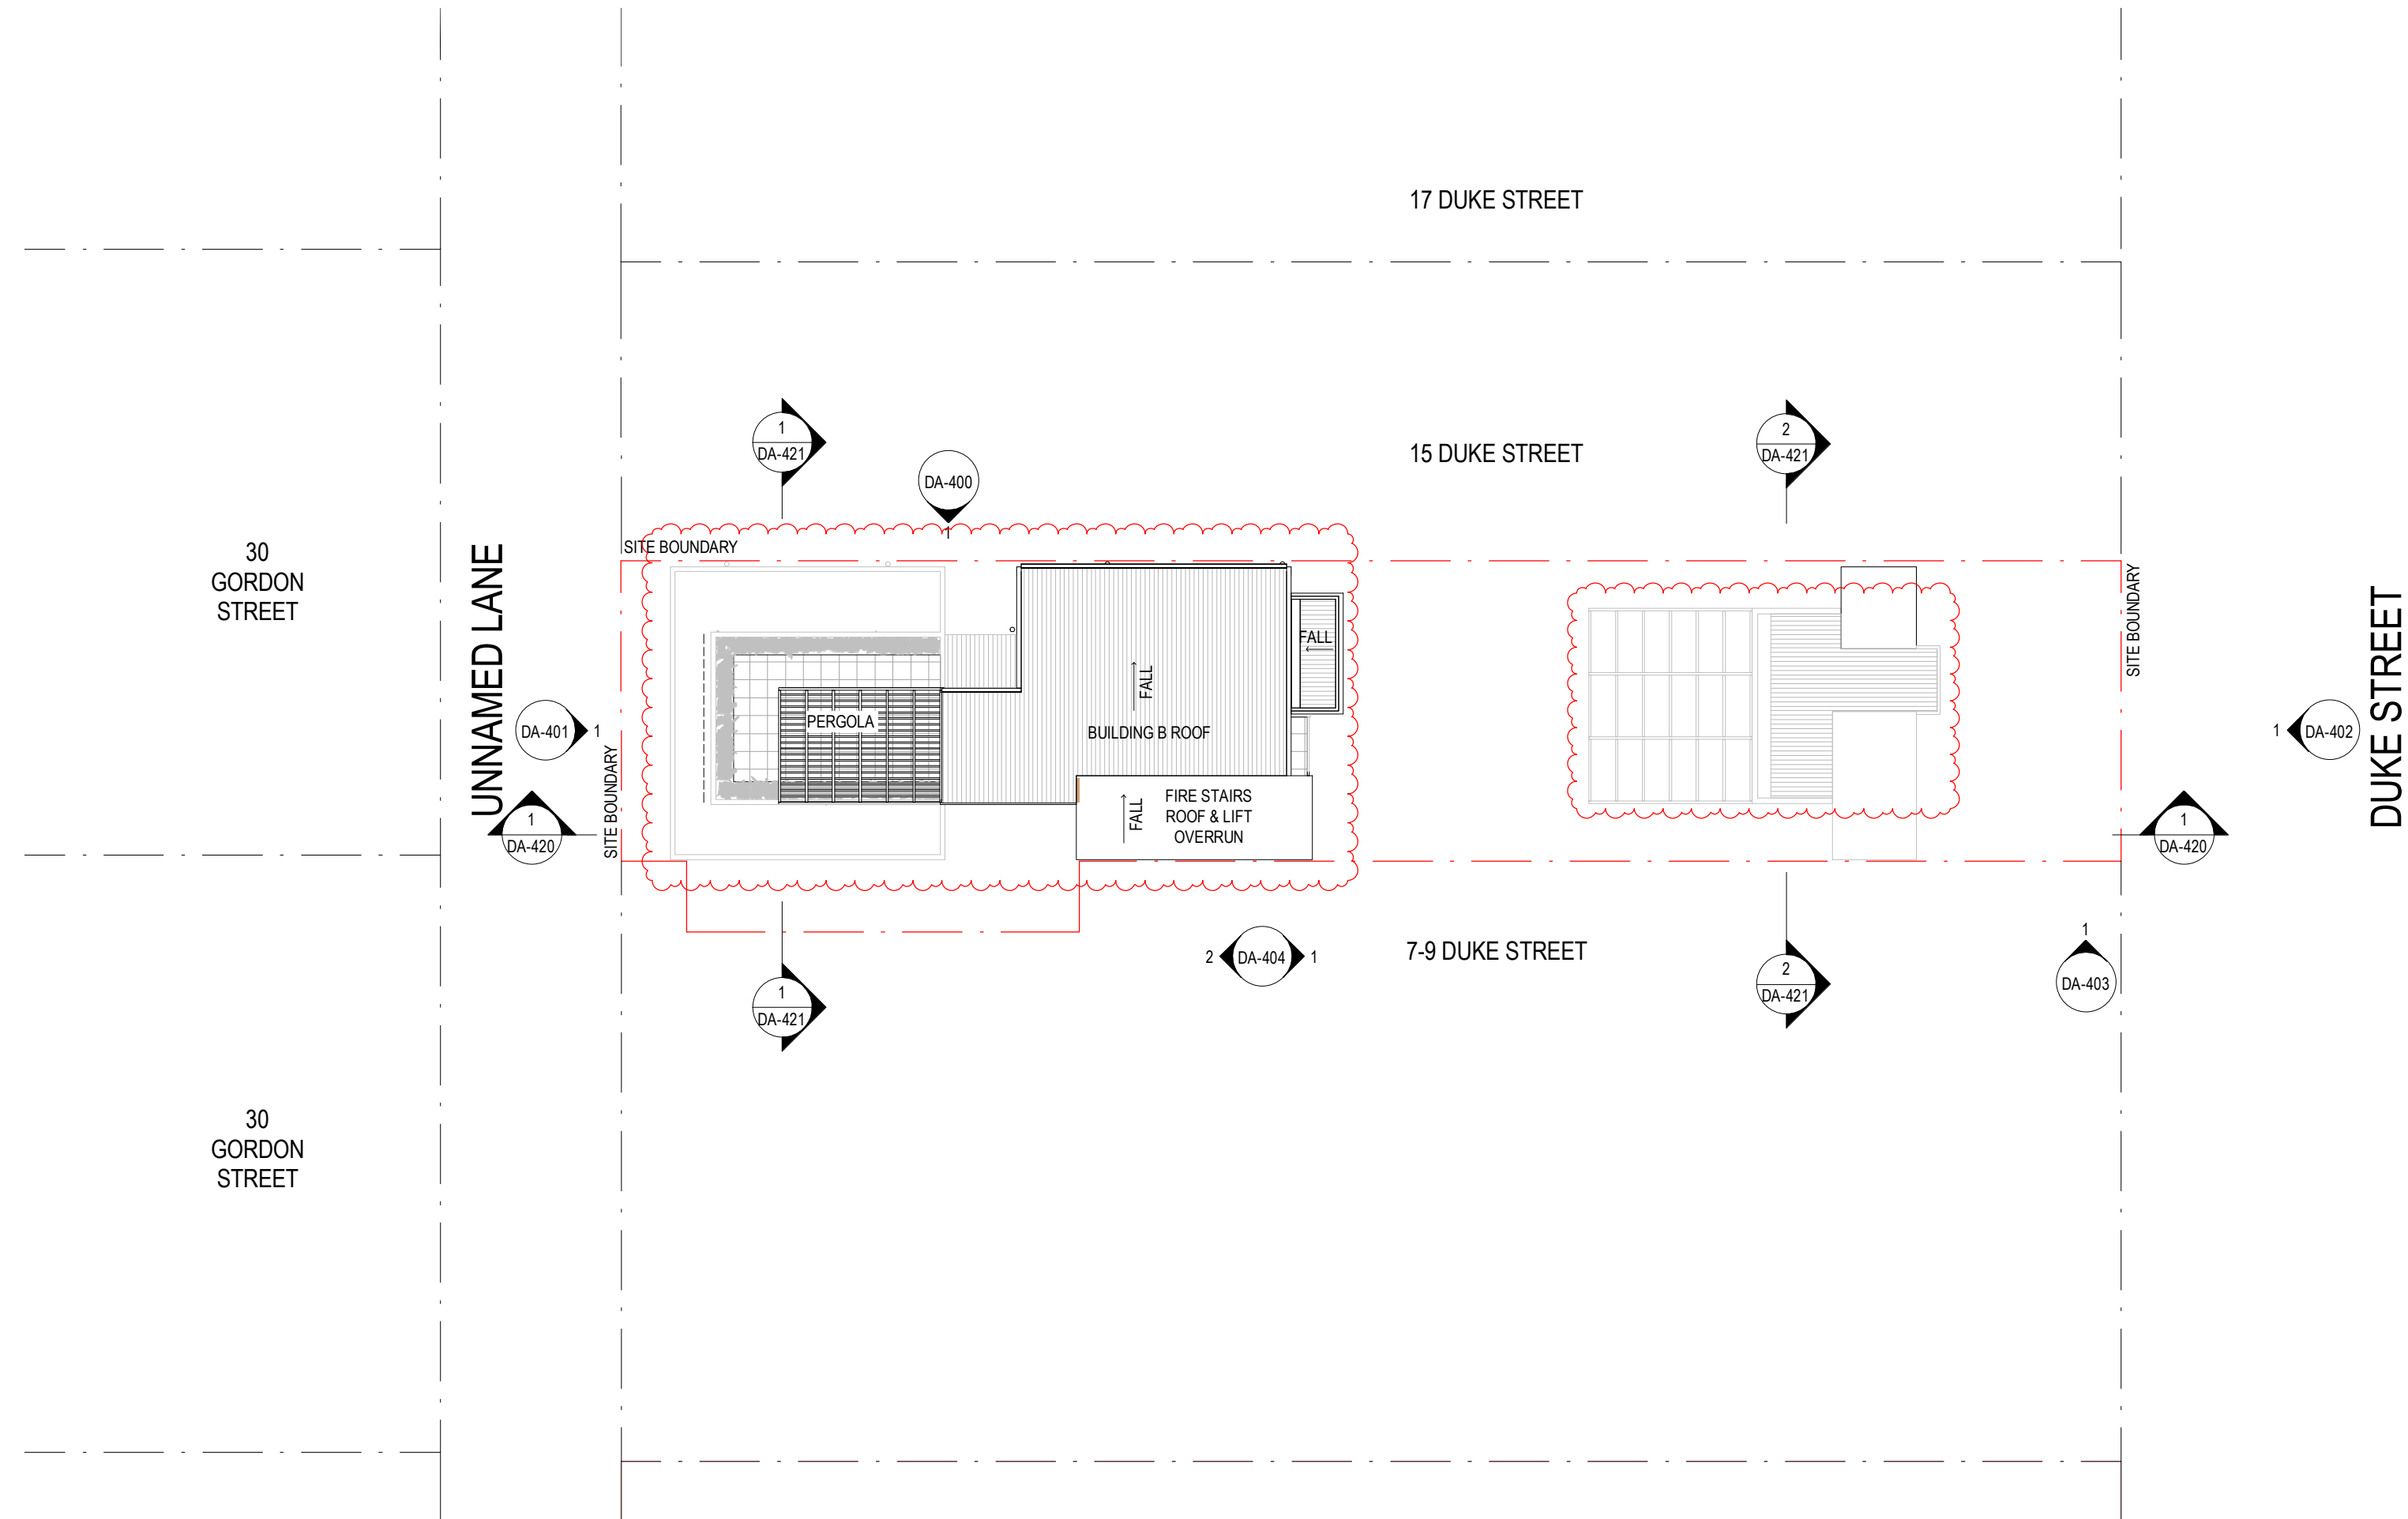 17 DUKE STREET
1
DA-421
2
DA-421
15 DUKE STREET
DA-400
1
SITE BOUNDARY
30
GORDON
STREET
UNNAMED LANE
SITE BOUNDARY
DUKE STREET
FALL
FALL
PERGOLA
BUILDING B ROOF
DA-401
1
1
DA-402
SITE BOUNDARY
FALL
FIRE STAIRS
ROOF & LIFT
OVERRUN
1
DA-420
1
DA-420
2
DA-404
1
7-9 DUKE STREET
1
DA-403
1
DA-421
2
DA-421
30
GORDON
STREET